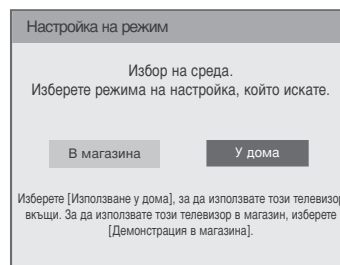 Настройка на режим
Избор на среда.
Изберете режима на настройка, който искате.
В магазина
У дома
Изберете [Използване у дома], за да използвате този телевизор
вкъщи. За да използвате този телевизор в магазин, изберете
[Демонстрация в магазина].